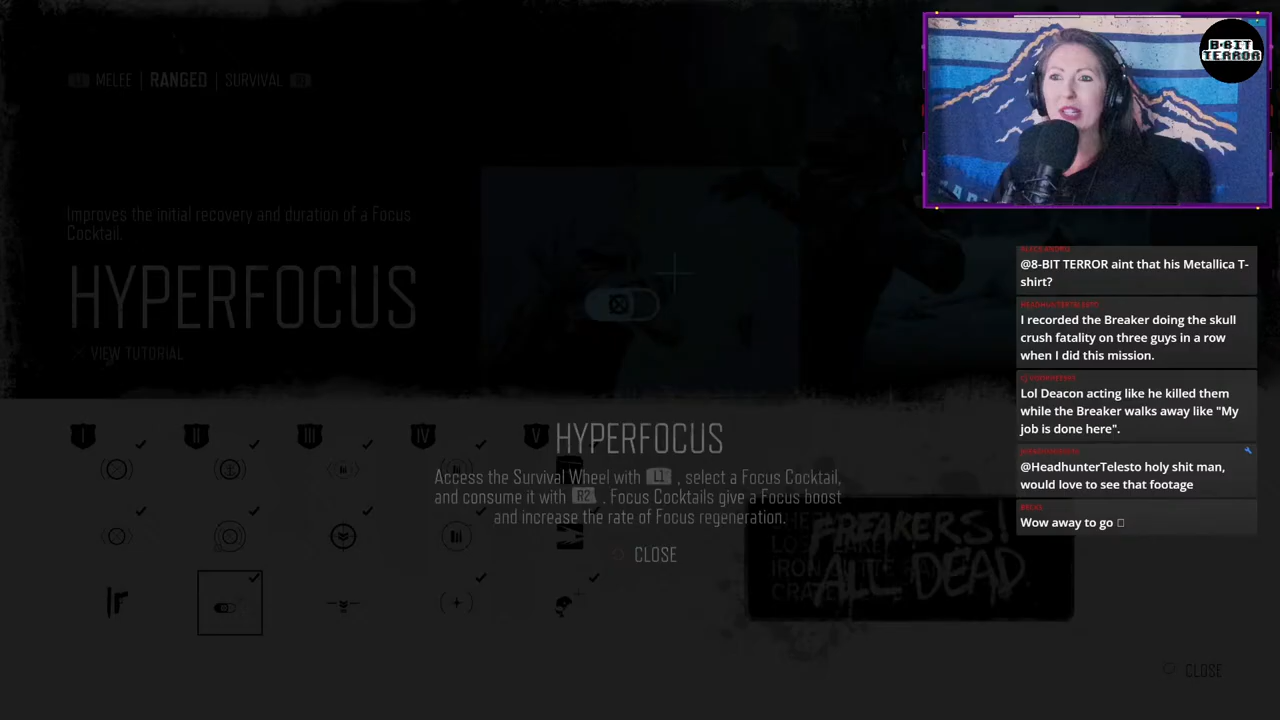 8-BIT
TERROR
MELEE | RANGED | SURVIVAL
Improves the initial recovery and duration of a Focus
Cocktail.
HYPERFOCUS
VIEW TUTORIAL
@8-BIT TERROR aint that his Metallica T-
shirt?
I recorded the Breaker doing the skull
crush fatality on three guys in a row
when I did this mission.
Lol Deacon acting like he killed them
while the Breaker walks away like "My
job is done here".
@HeadhunterTelesto holy shit man,
would love to see that footage
Wow away to go
I
II
III
IV
V
HYPERFOCUS
Access the Survival Wheel with L1 , select a Focus Cocktail,
and consume it with R2 . Focus Cocktails give a Focus boost
and increase the rate of Focus regeneration.
CLOSE
FREAKERS!
ALL DEAD
CLOSE